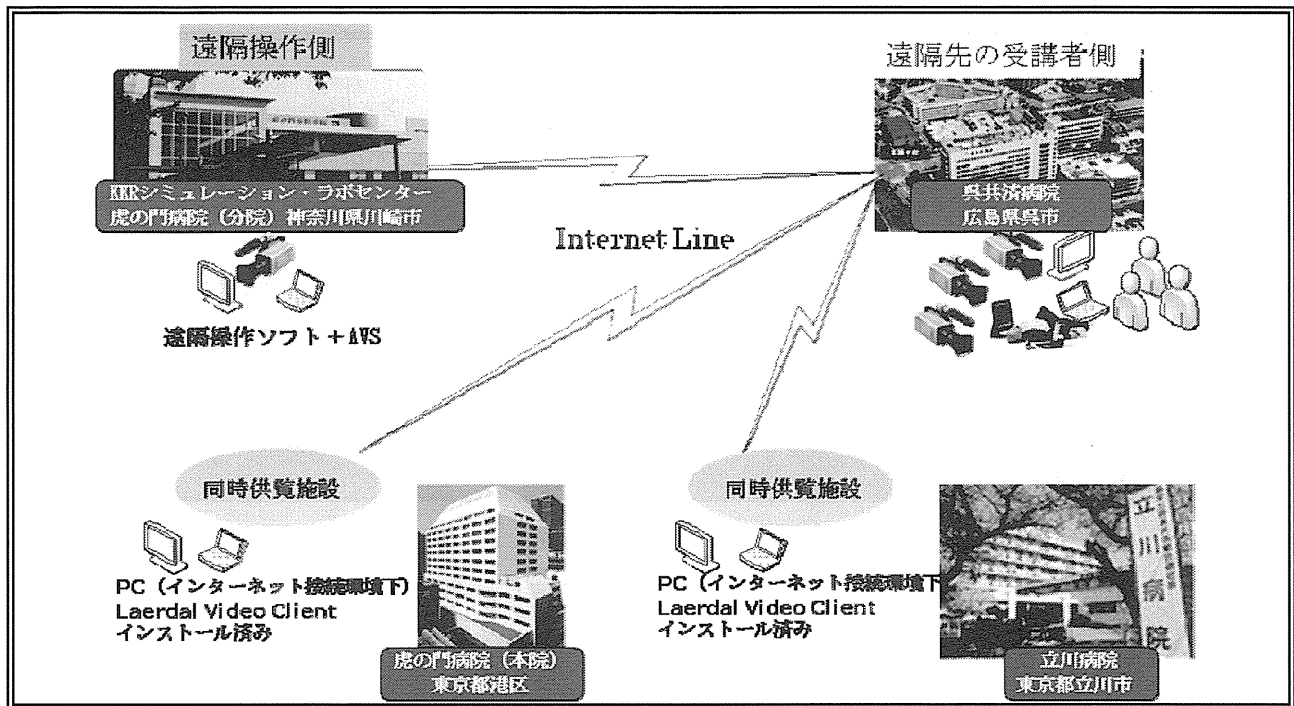 遠隔操作側
KKRシミュレーション・ラボセンター
虎の門病院（分院）神奈川県川崎市
遠隔操作ソフト＋AVS
遠隔先の受講者側
呉共済病院
広島県呉市
Internet Line
同時供覧施設
PC（インターネット接続環境下）
Laerdal Video Client
インストール済み
虎の門病院（本院）
東京都港区
同時供覧施設
PC（インターネット接続環境下）
Laerdal Video Client
インストール済み
立川病院
立川病院
東京都立川市